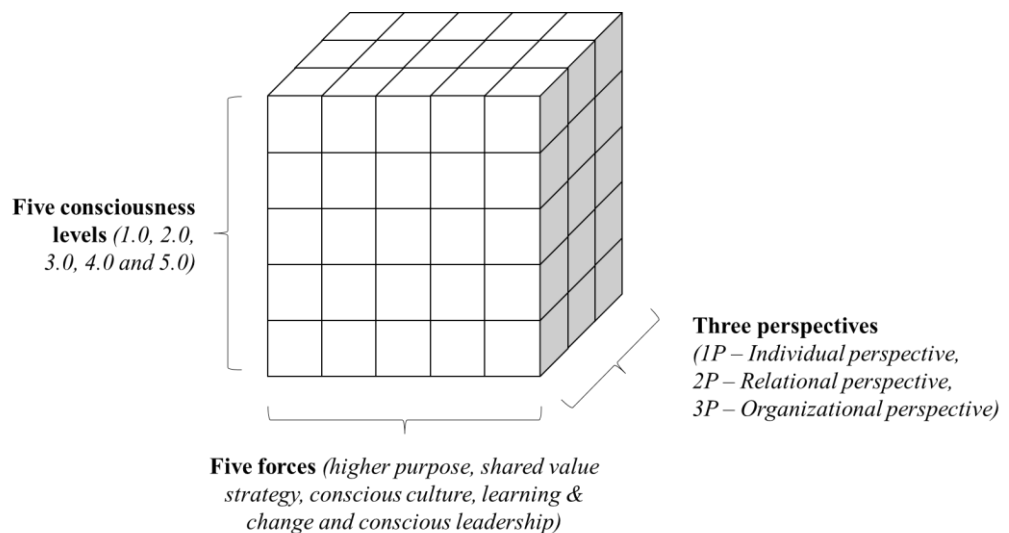 Five consciousness
levels (1.0, 2.0,
3.0, 4.0 and 5.0)
Three perspectives
(1P – Individual perspective,
2P – Relational perspective,
3P – Organizational perspective)
Five forces (higher purpose, shared value
strategy, conscious culture, learning &
change and conscious leadership)